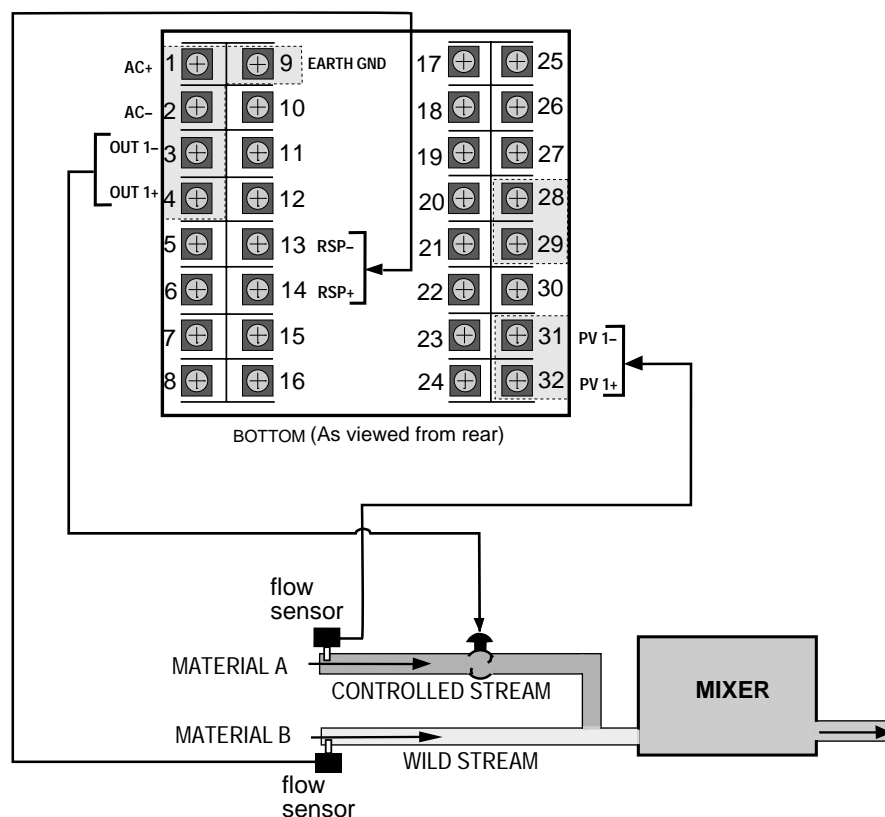 AC+ 1 9 EARTH GND 17 25
AC– 2 10 18 26
OUT 1– 3 11 19 27
OUT 1+ 4 12 20 28
5 13 RSP– 21 29
6 14 RSP+ 22 30
7 15 23 31 PV 1–
8 16 24 32 PV 1+
BOTTOM (As viewed from rear)
flow
sensor
MATERIAL A
CONTROLLED STREAM
MIXER
MATERIAL B
WILD STREAM
flow
sensor